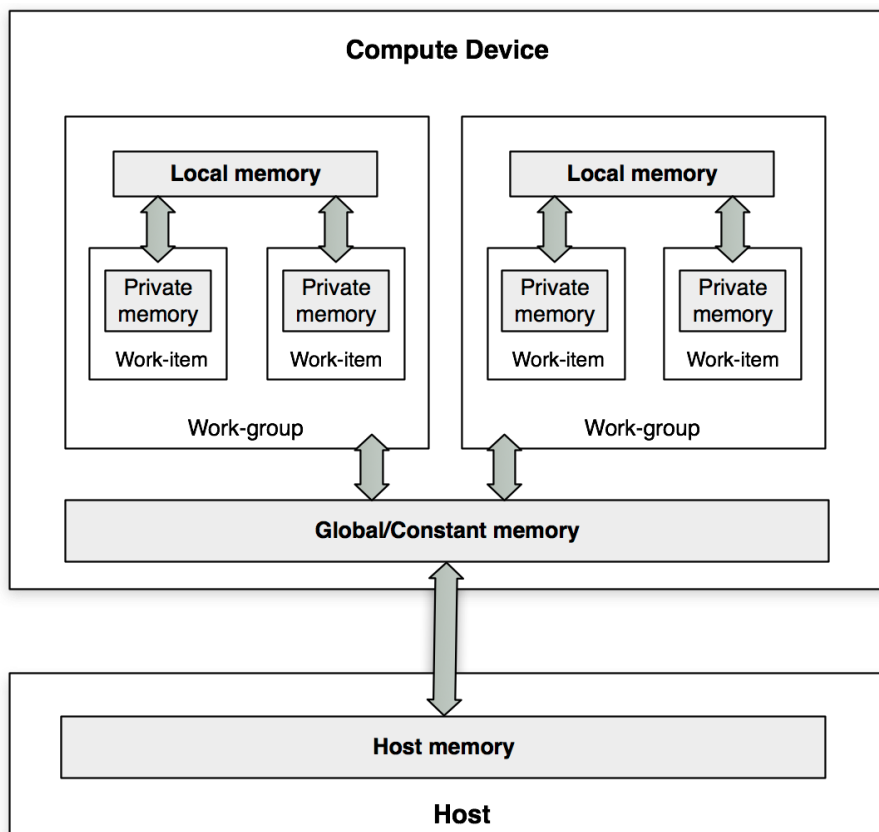 Compute Device
Local memory
Private
memory
Work-item
Private
memory
Work-item
Work-group
Local memory
Private
memory
Work-item
Private
memory
Work-item
Work-group
Global/Constant memory
Host memory
Host